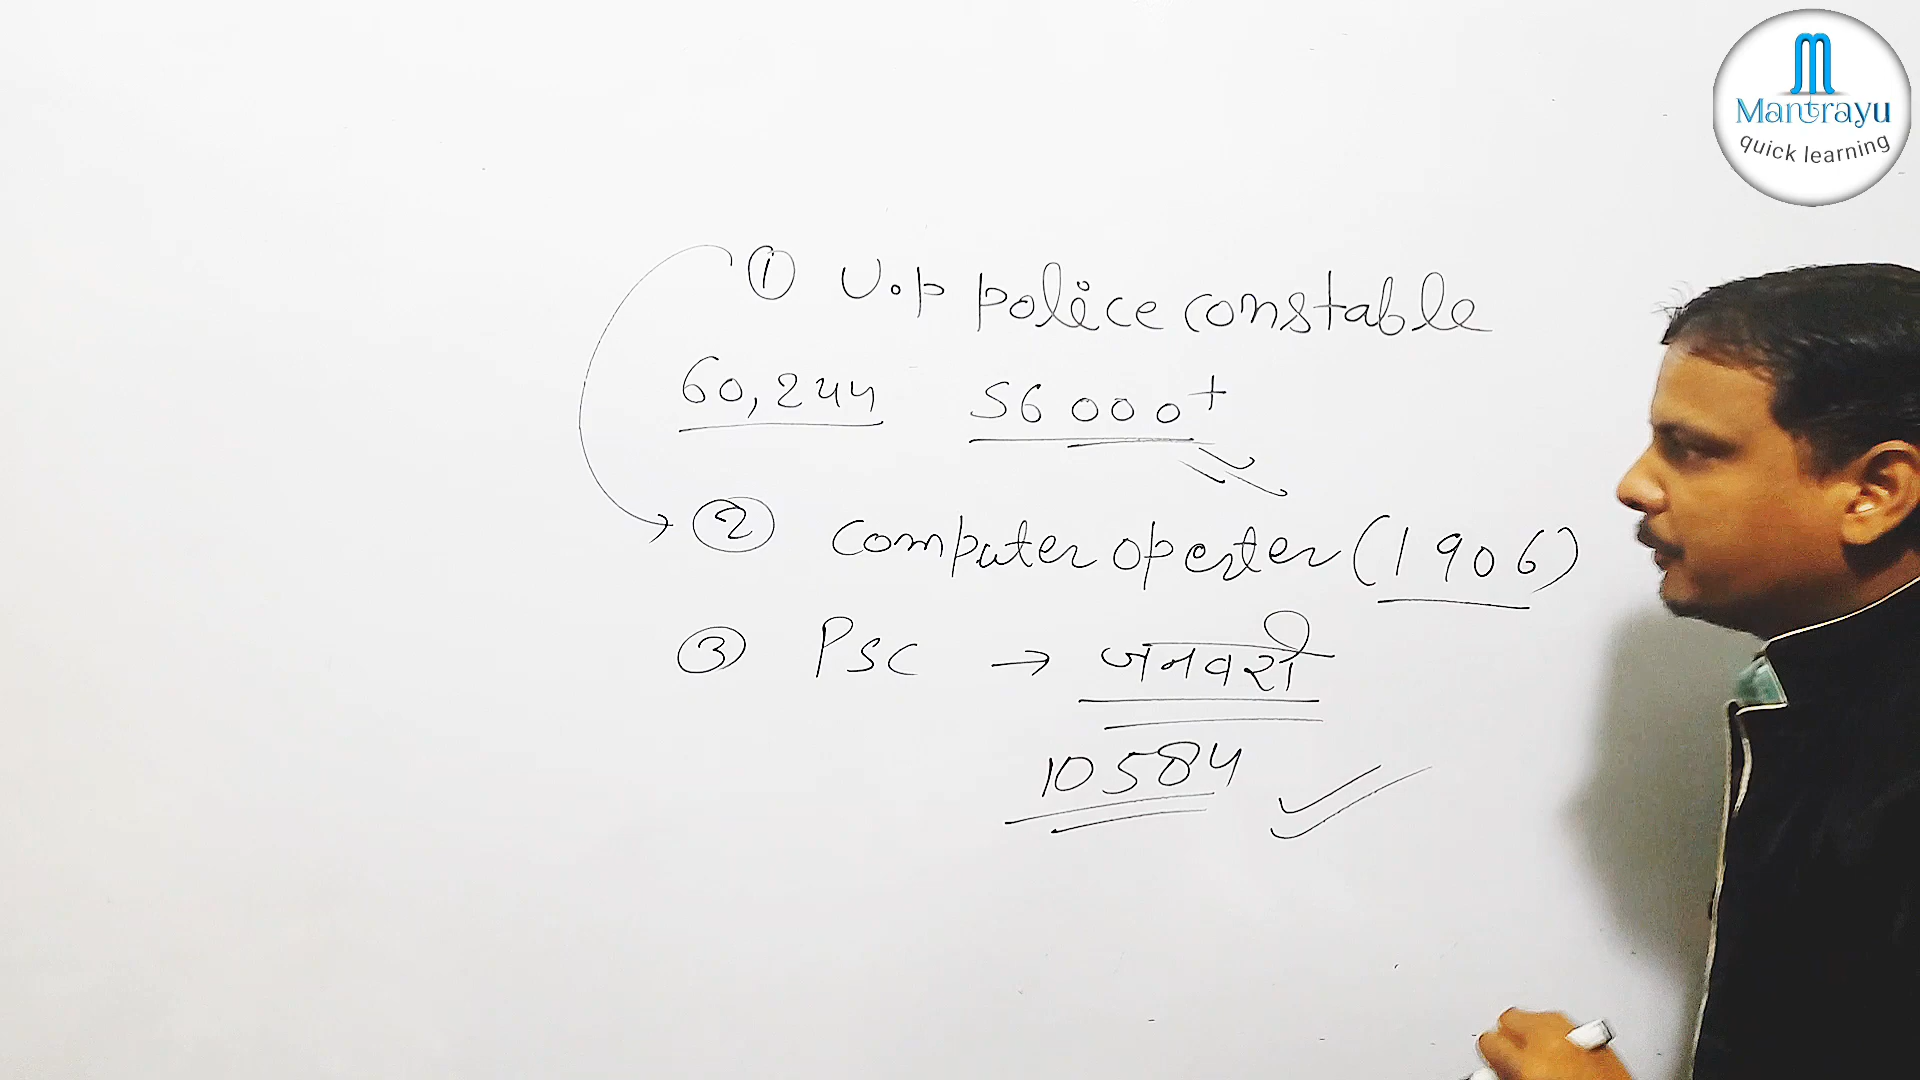 Mantrayu
quick learning
① U.P police constable
60,244 56000+
② computer operter (1906)
③ PSC → जनवरी
10584